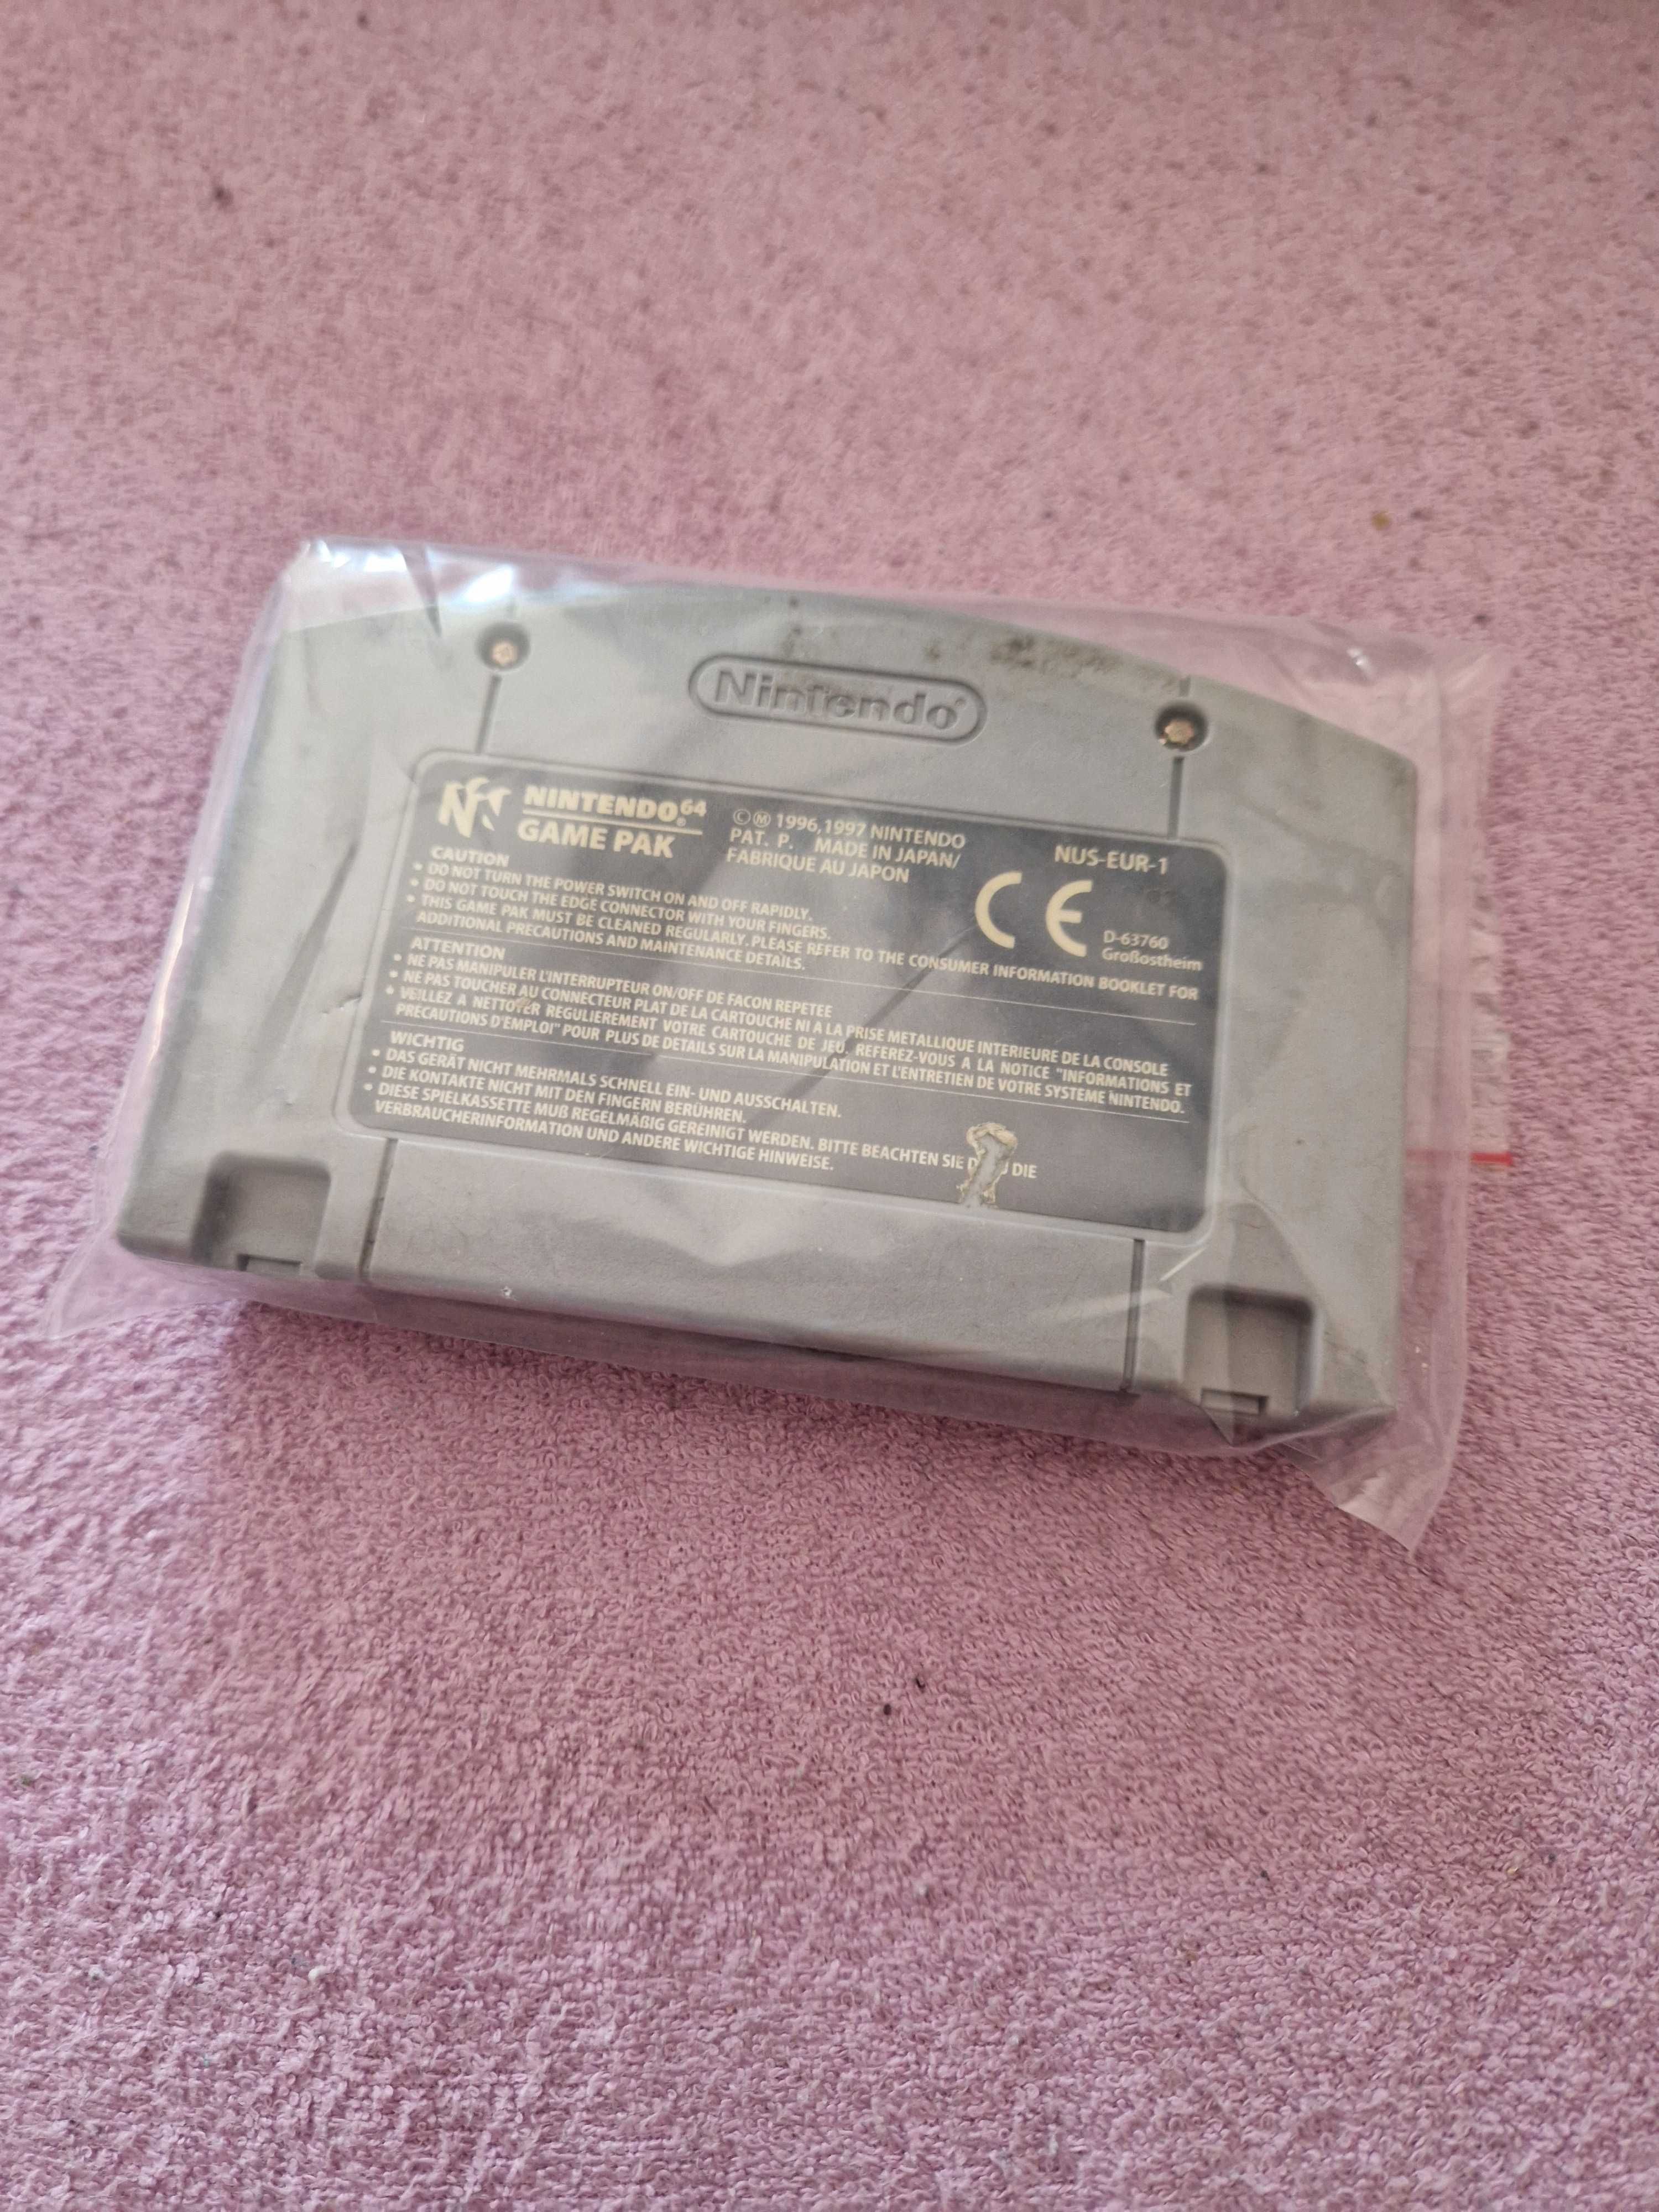 Nintendo®
NINTENDO®64
GAME PAK
©Ⓜ 1996,1997 NINTENDO
PAT. P. MADE IN JAPAN/
FABRIQUE AU JAPON
NUS-EUR-1
CE
D-63760
Großostheim
CAUTION
• DO NOT TURN THE POWER SWITCH ON AND OFF RAPIDLY.
• DO NOT TOUCH THE EDGE CONNECTOR WITH YOUR FINGERS.
• THIS GAME PAK MUST BE CLEANED REGULARLY. PLEASE REFER TO THE CONSUMER INFORMATION BOOKLET FOR
ADDITIONAL PRECAUTIONS AND MAINTENANCE DETAILS.
ATTENTION
• NE PAS MANIPULER L'INTERRUPTEUR ON/OFF DE FACON REPETEE
• NE PAS TOUCHER AU CONNECTEUR PLAT DE LA CARTOUCHE NI A LA PRISE METALLIQUE INTERIEURE DE LA CONSOLE
• VEILLEZ A NETTOYER REGULIEREMENT VOTRE CARTOUCHE DE JEU. REFEREZ-VOUS A LA NOTICE "INFORMATIONS ET
PRECAUTIONS D'EMPLOI" POUR PLUS DE DETAILS SUR LA MANIPULATION ET L'ENTRETIEN DE VOTRE SYSTEME NINTENDO.
WICHTIG
• DAS GERÄT NICHT MEHRMALS SCHNELL EIN- UND AUSSCHALTEN.
• DIE KONTAKTE NICHT MIT DEN FINGERN BERÜHREN.
• DIESE SPIELKASSETTE MUß REGELMÄßIG GEREINIGT WERDEN. BITTE BEACHTEN SIE DIE
VERBRAUCHERINFORMATION UND ANDERE WICHTIGE HINWEISE.